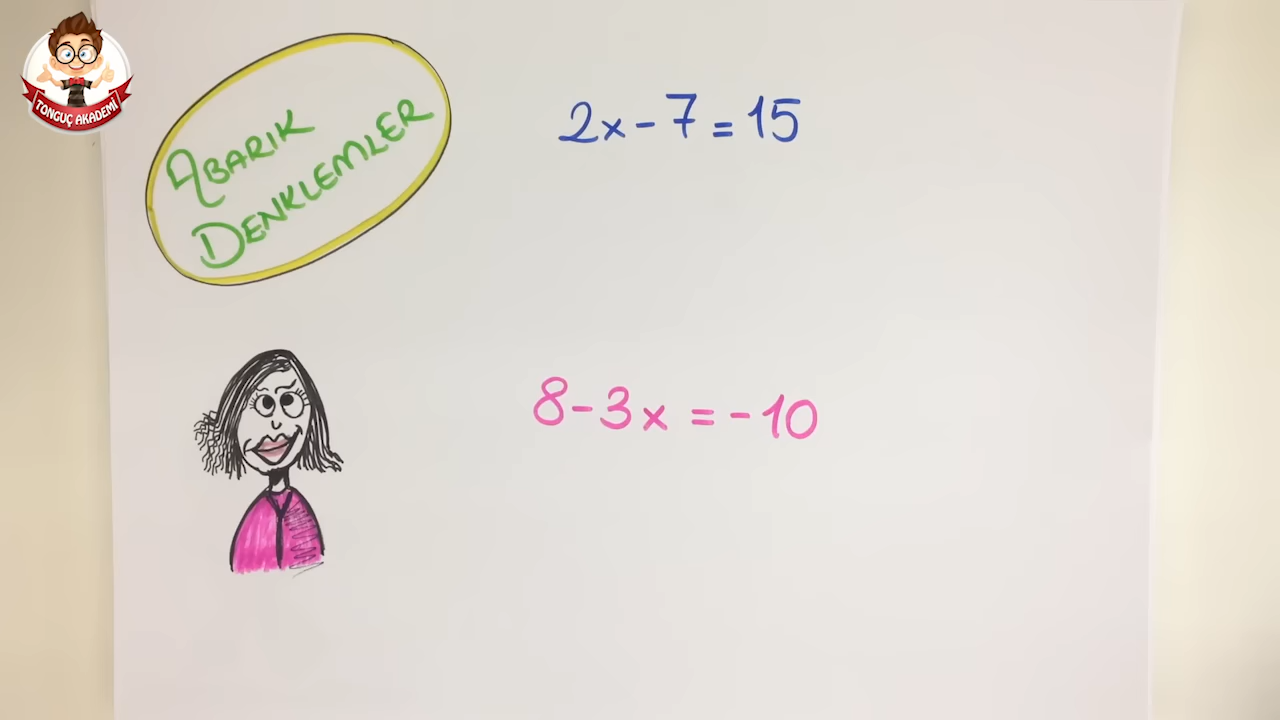 TONGUÇ AKADEMİ
ABARIK
DENKLEMLER
2x-7=15
8-3x=-10